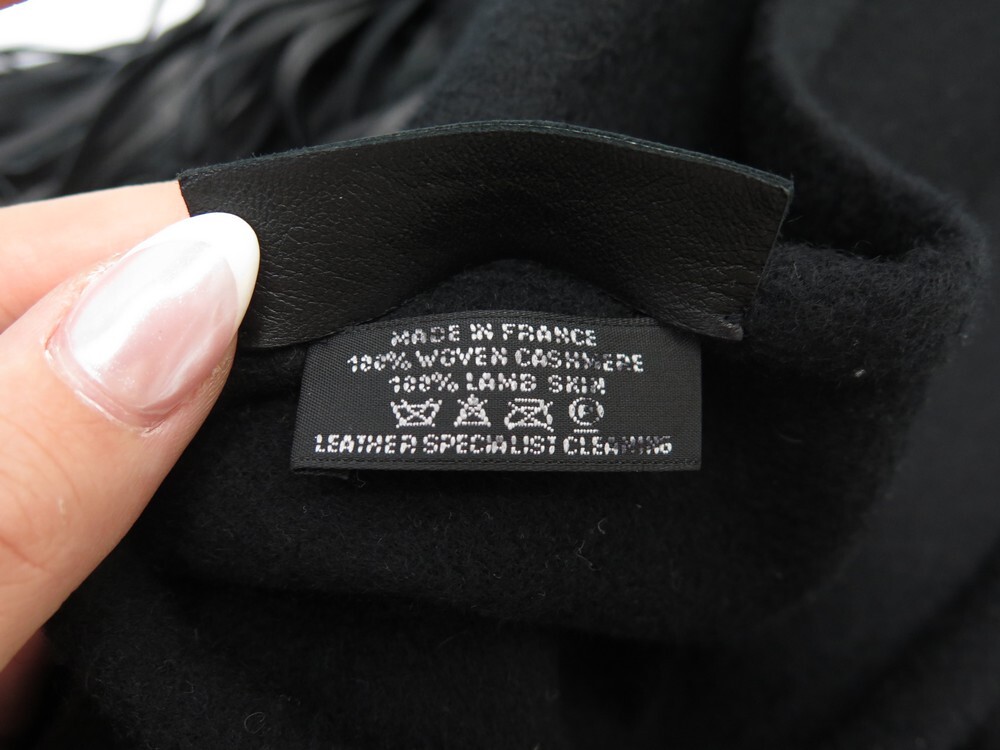 MADE IN FRANCE
100% WOVEN CASHMERE
100% LAMB SKIN
LEATHER SPECIALIST CLEANING